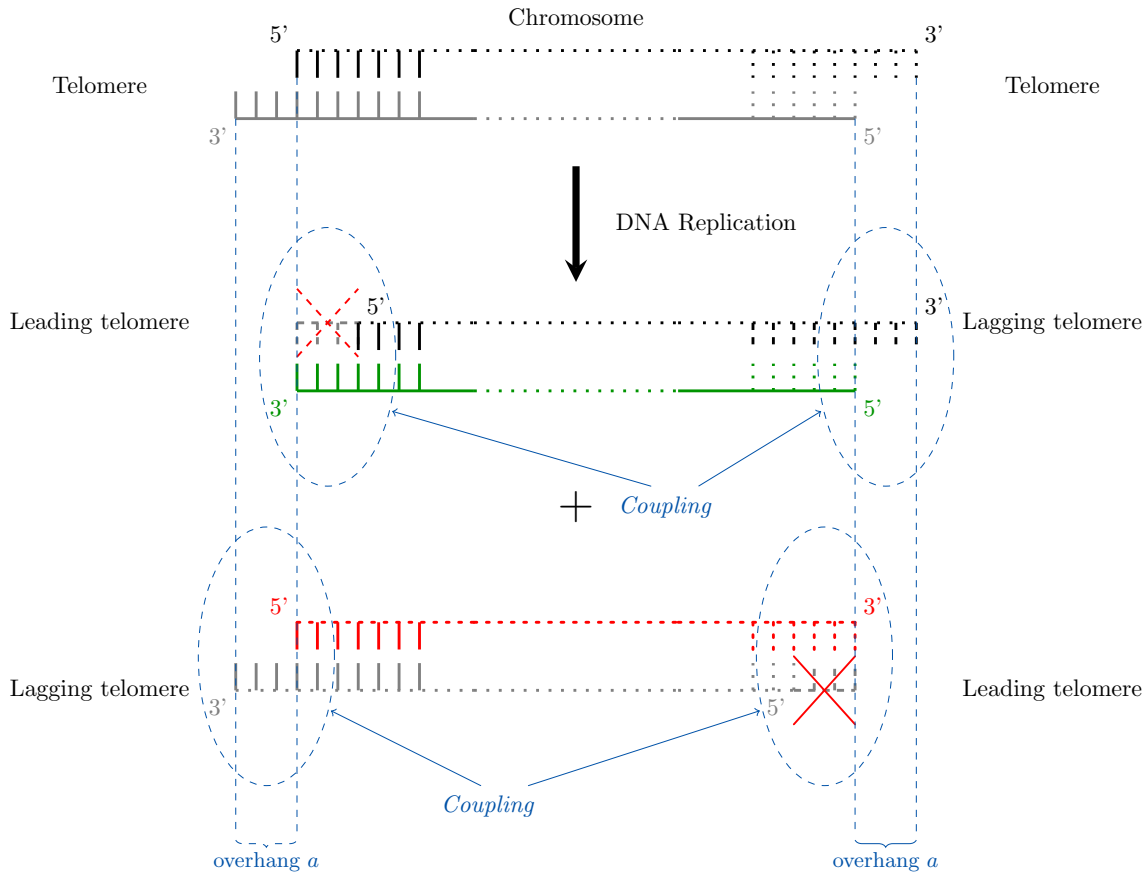 Chromosome
5’ 3’
Telomere Telomere
3’ 5’
DNA Replication
5’ 3’
Leading telomere Lagging telomere
3’ 5’
Coupling
+
5’ 3’
Lagging telomere Leading telomere
3’ 5’
Coupling
overhang a overhang a